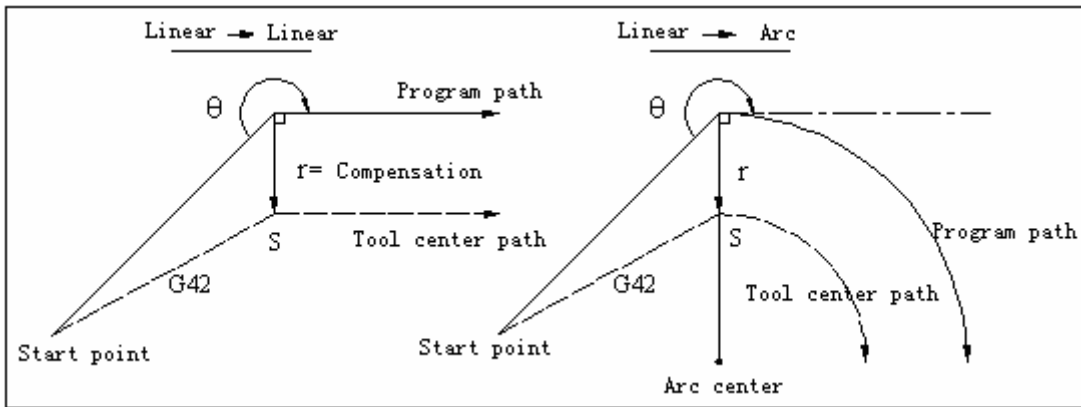 Linear → Linear
θ
Program path
r= Compensation
S
Tool center path
G42
Start point
Linear → Arc
θ
r
S
Program path
G42
Tool center path
Start point
Arc center